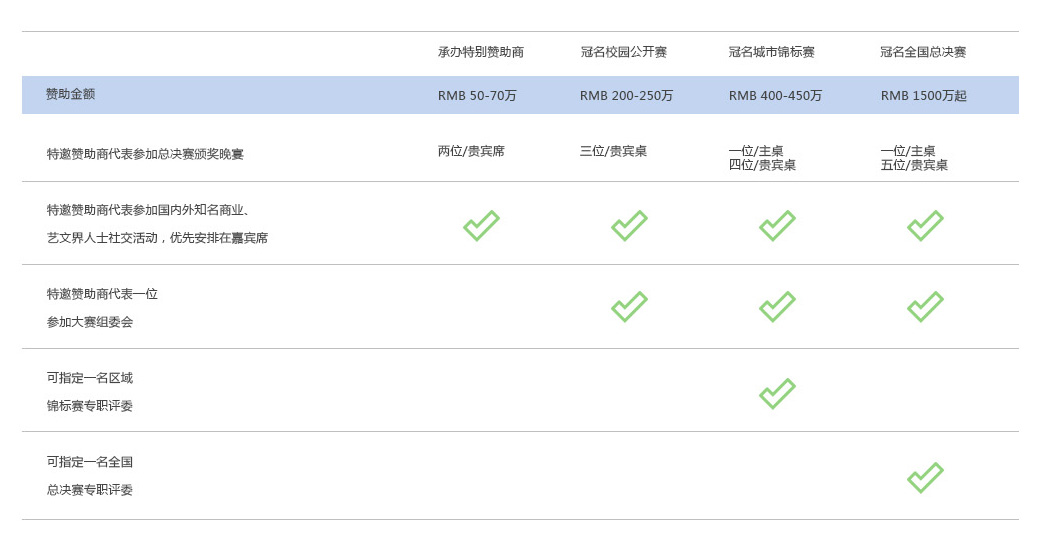 承办特别赞助商 冠名校园公开赛 冠名城市锦标赛 冠名全国总决赛
赞助金额 RMB 50-70万 RMB 200-250万 RMB 400-450万 RMB 1500万起
特邀赞助商代表参加总决赛颁奖晚宴 两位/贵宾席 三位/贵宾桌 一位/主桌 一位/主桌
四位/贵宾桌 五位/贵宾桌
特邀赞助商代表参加国内外知名商业、
艺文界人士社交活动，优先安排在嘉宾席
特邀赞助商代表一位
参加大赛组委会
可指定一名区域
锦标赛专职评委
可指定一名全国
总决赛专职评委